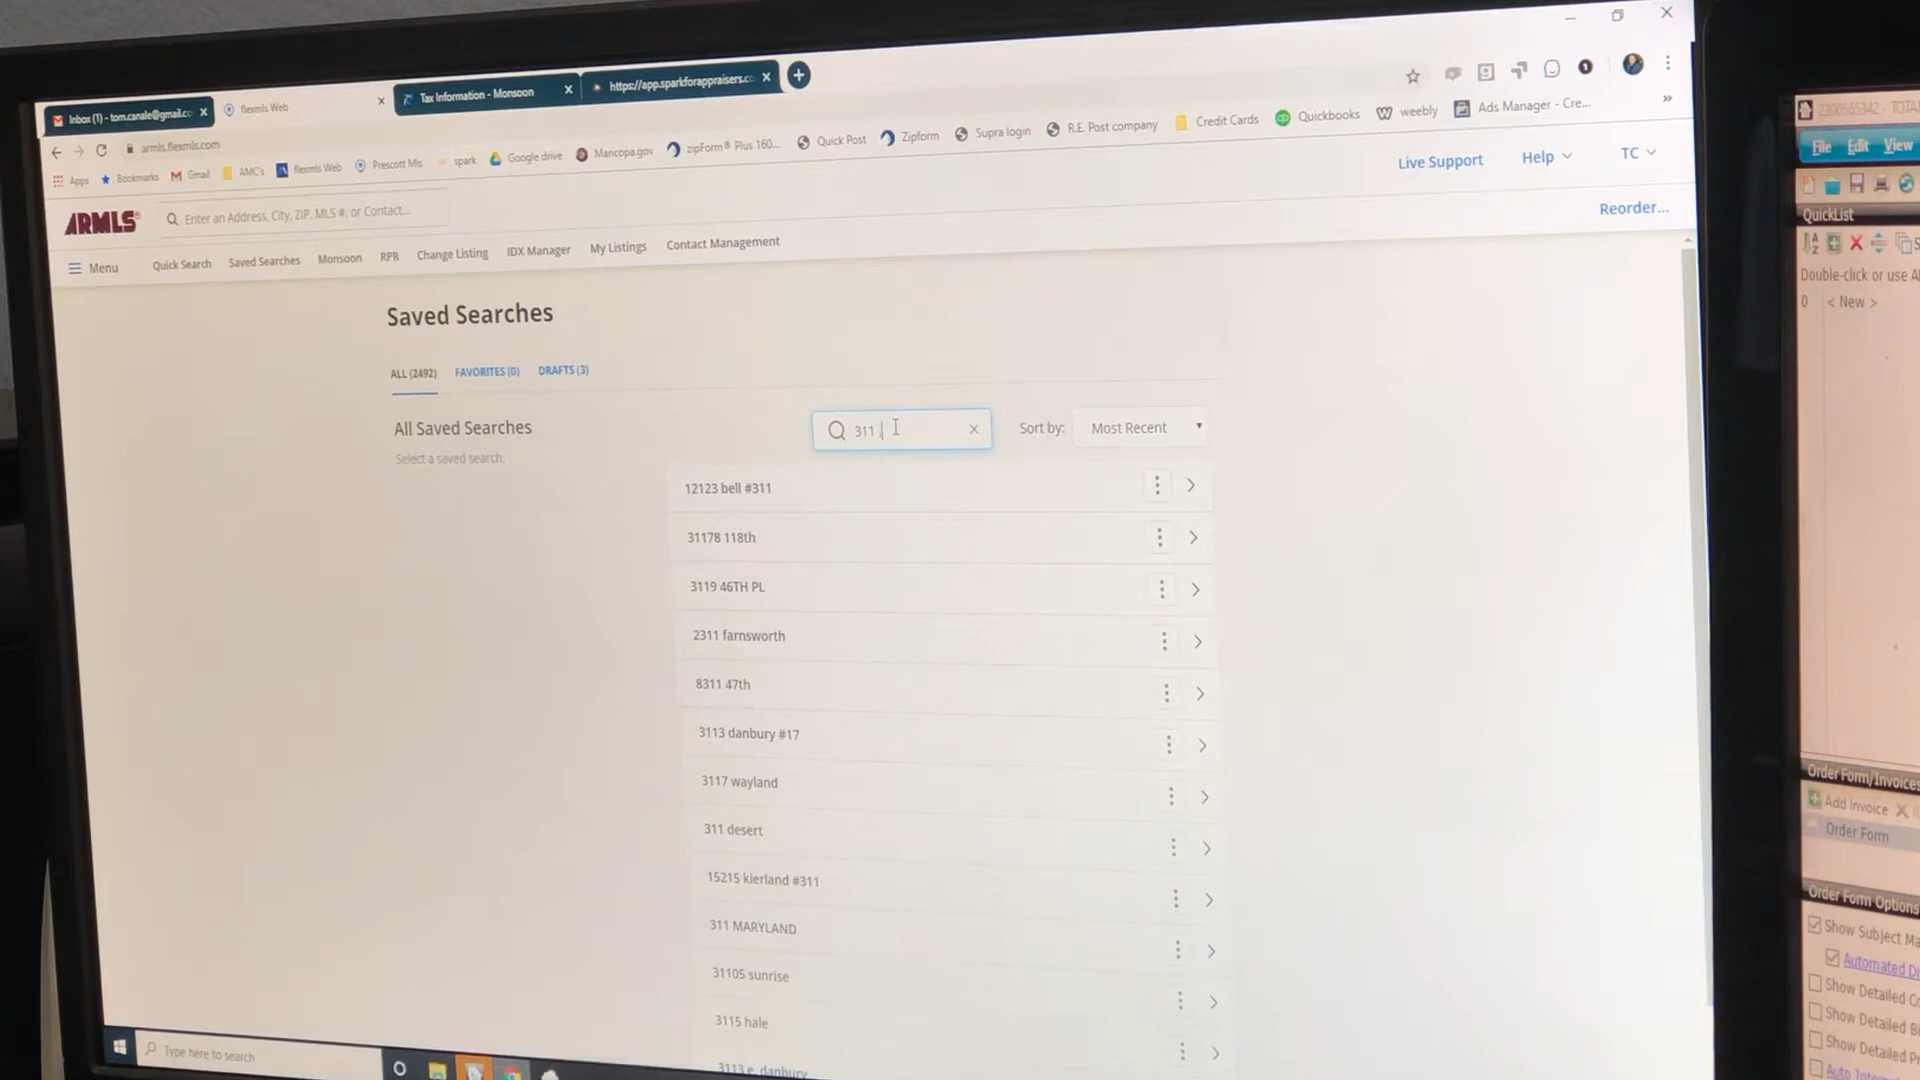 Inbox (1) - tom.canale@gmail.co
flexmls Web
Tax Information - Monsoon
https://app.sparkforappraisers.co
armls.flexmls.com
Apps
Bookmarks
Gmail
AMC's
flexmls Web
Prescott Mls
spark
Google drive
Maricopa.gov
zipForm® Plus 160...
Quick Post
Zipform
Supra login
R.E. Post company
Credit Cards
Quickbooks
weebly
Ads Manager - Cre...
»
ARMLS
Enter an Address, City, ZIP, MLS #, or Contact...
Live Support
Help
TC
Reorder...
Menu
Quick Search
Saved Searches
Monsoon
RPR
Change Listing
IDX Manager
My Listings
Contact Management
Saved Searches
ALL (2492)
FAVORITES (0)
DRAFTS (3)
All Saved Searches
Select a saved search.
311
Sort by:
Most Recent
12123 bell #311
31178 118th
3119 46TH PL
2311 farnsworth
8311 47th
3113 danbury #17
3117 wayland
311 desert
15215 kierland #311
311 MARYLAND
31105 sunrise
3115 hale
3113 e. danbury
Type here to search
2300565342 - TOTAL
File Edit View
QuickList
Double-click or use
0 < New >
Order Form/Invoices
Add Invoice
Order Form
Order Form Options
Show Subject
Automated
Show Detailed
Show Detailed
Show Detailed
Auto